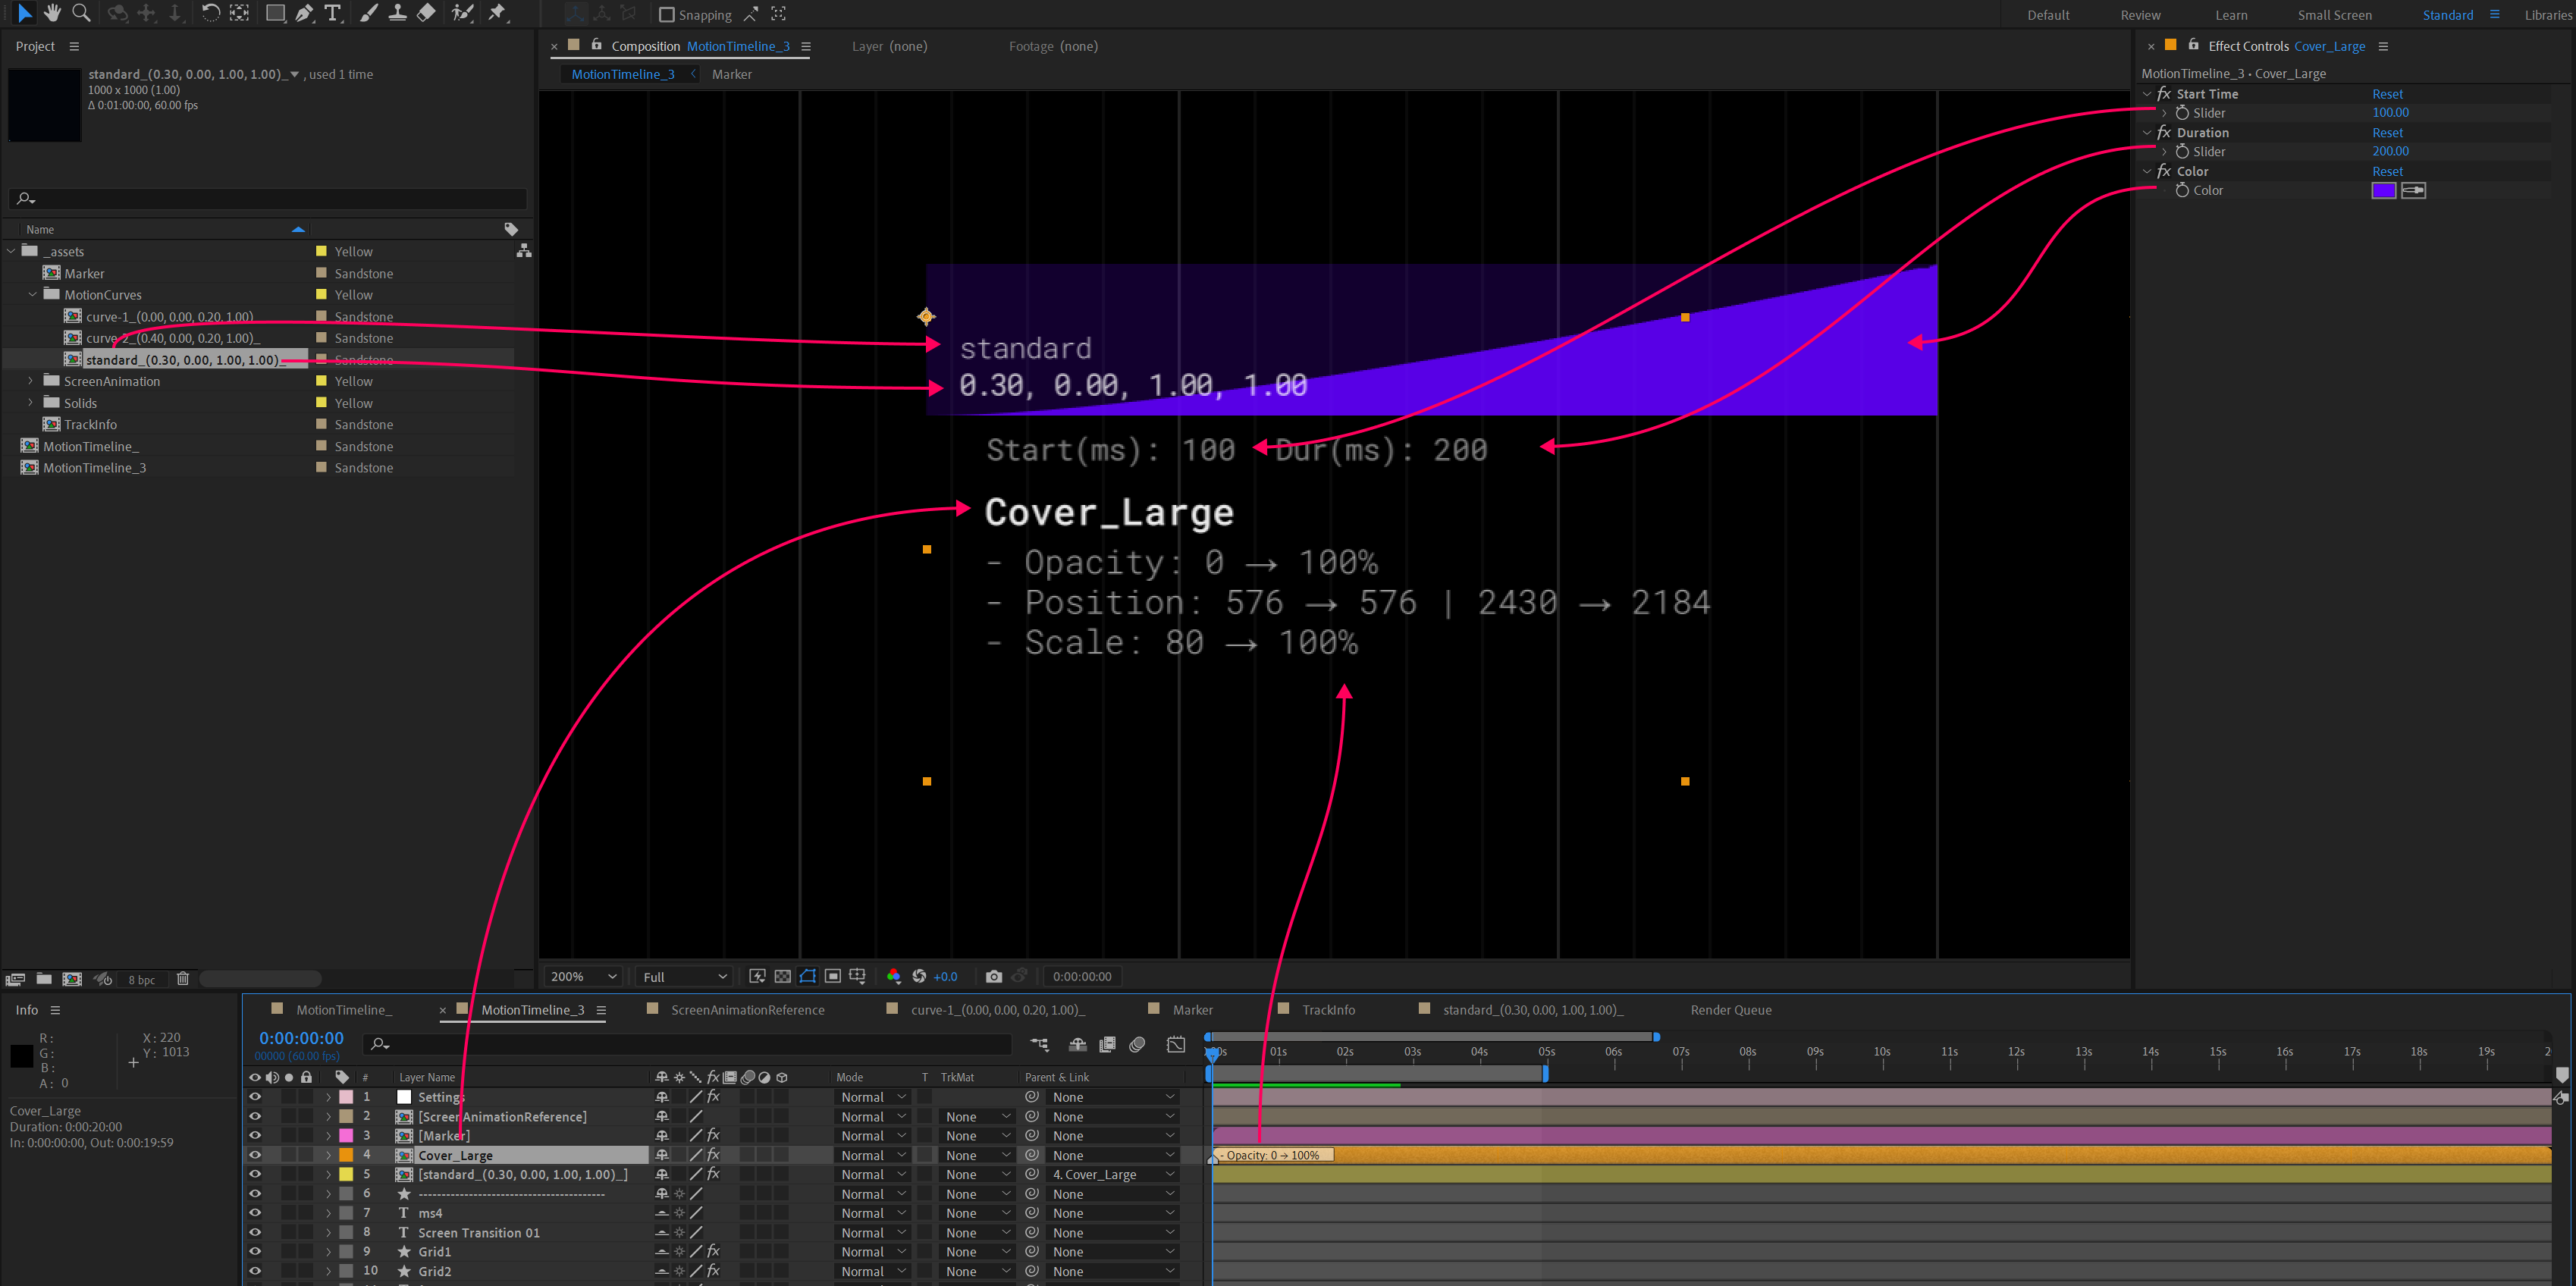 Snapping
Default
Review
Learn
Small Screen
Standard
Libraries
Project
standard_(0.30, 0.00, 1.00, 1.00)_ , used 1 time
1000 x 1000 (1.00)
Δ 0:01:00:00, 60.00 fps
Name
_assets Yellow
Marker Sandstone
MotionCurves Yellow
curve-1_(0.00, 0.00, 0.20, 1.00)_ Sandstone
curve-2_(0.40, 0.00, 0.20, 1.00)_ Sandstone
standard_(0.30, 0.00, 1.00, 1.00)_ Sandstone
ScreenAnimation Yellow
Solids Yellow
TrackInfo Sandstone
MotionTimeline_ Sandstone
MotionTimeline_3 Sandstone
8 bpc
Composition MotionTimeline_3
Layer (none)
Footage (none)
MotionTimeline_3 Marker
standard
0.30, 0.00, 1.00, 1.00
Start(ms): 100 Dur(ms): 200
Cover_Large
- Opacity: 0 → 100%
- Position: 576 → 576 | 2430 → 2184
- Scale: 80 → 100%
200% Full +0.0 0:00:00:00
Effect Controls Cover_Large
MotionTimeline_3 • Cover_Large
fx Start Time Reset
Slider 100.00
fx Duration Reset
Slider 200.00
fx Color Reset
Color
Info
R:
G:
B:
A: 0
X: 220
Y: 1013
Cover_Large
Duration: 0:00:20:00
In: 0:00:00:00, Out: 0:00:19:59
MotionTimeline_
MotionTimeline_3
ScreenAnimationReference
curve-1_(0.00, 0.00, 0.20, 1.00)_
Marker
TrackInfo
standard_(0.30, 0.00, 1.00, 1.00)_
Render Queue
0:00:00:00
00000 (60.00 fps)
01s 02s 03s 04s 05s 06s 07s 08s 09s 10s 11s 12s 13s 14s 15s 16s 17s 18s 19s
# Layer Name fx Mode T TrkMat Parent & Link
1 Settings fx Normal None
2 [ScreenAnimationReference] Normal None None
3 [Marker] fx Normal None None
4 Cover_Large fx Normal None None
- Opacity: 0 → 100%
5 [standard_(0.30, 0.00, 1.00, 1.00)_] fx Normal None 4. Cover_Large
6 ---------------------------------------- Normal None None
7 T ms4 Normal None None
8 T Screen Transition 01 Normal None None
9 Grid1 fx Normal None None
10 Grid2 fx Normal None None